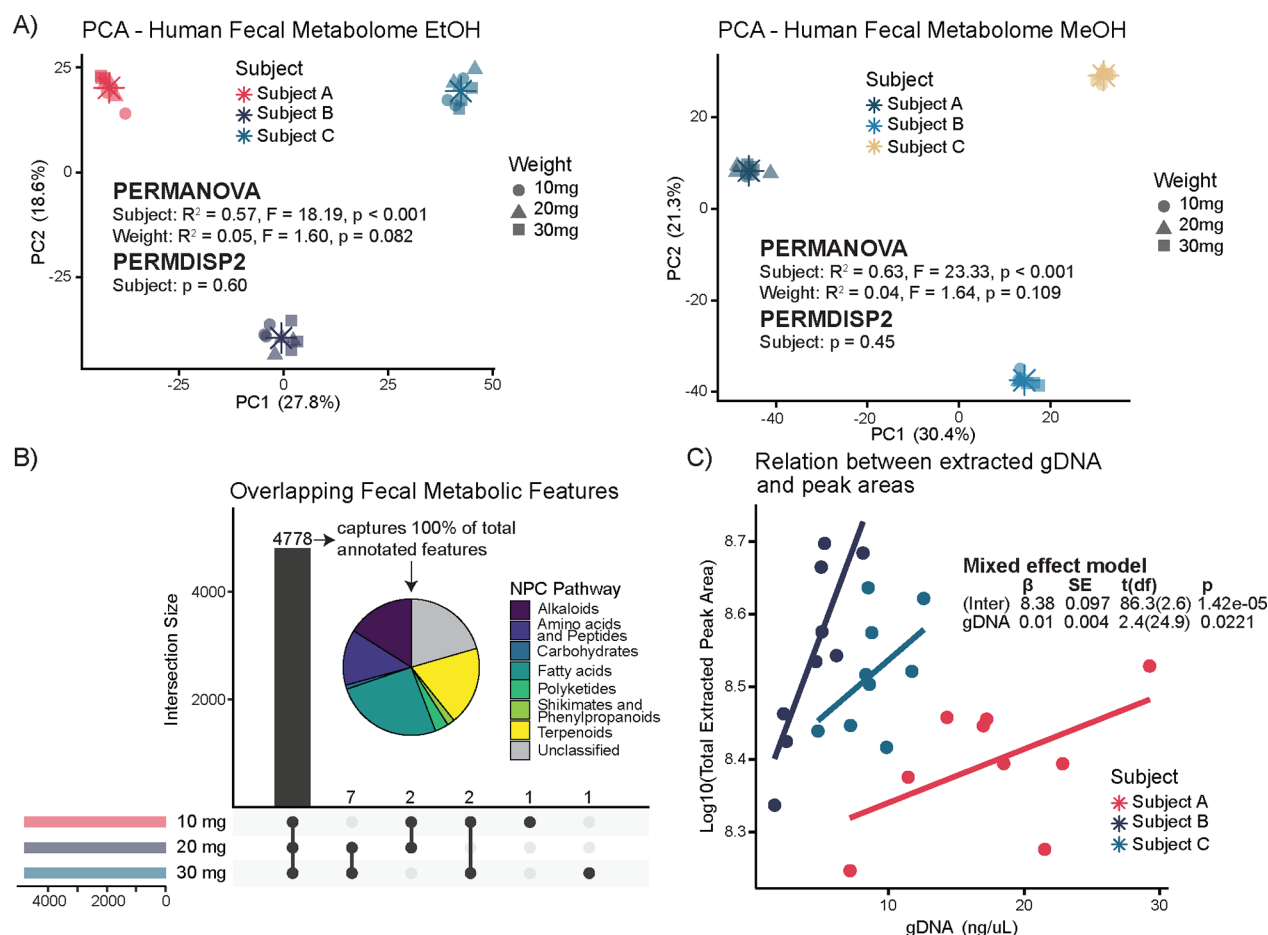 A)
PCA - Human Fecal Metabolome EtOH
25
0
-25
PC2 (18.6%)
-25
0
25
50
PC1 (27.8%)
Subject
Subject A
Subject B
Subject C
PERMANOVA
Subject: R² = 0.57, F = 18.19, p < 0.001
Weight: R² = 0.05, F = 1.60, p = 0.082
PERMDISP2
Subject: p = 0.60
Weight
10mg
20mg
30mg
PCA - Human Fecal Metabolome MeOH
20
0
-20
-40
PC2 (21.3%)
-40
-20
0
20
PC1 (30.4%)
Subject
Subject A
Subject B
Subject C
PERMANOVA
Subject: R² = 0.63, F = 23.33, p < 0.001
Weight: R² = 0.04, F = 1.64, p = 0.109
PERMDISP2
Subject: p = 0.45
Weight
10mg
20mg
30mg
B)
Overlapping Fecal Metabolic Features
4778
captures 100% of total
annotated features
4000
2000
Intersection Size
NPC Pathway
Alkaloids
Amino acids
and Peptides
Carbohydrates
Fatty acids
Polyketides
Shikimates and
Phenylpropanoids
Terpenoids
Unclassified
7
2
2
1
1
10 mg
20 mg
30 mg
4000
2000
0
C)
Relation between extracted gDNA
and peak areas
8.7
8.6
8.5
8.4
8.3
Log10(Total Extracted Peak Area)
Mixed effect model
β SE t(df) p
(Inter) 8.38 0.097 86.3(2.6) 1.42e-05
gDNA 0.01 0.004 2.4(24.9) 0.0221
Subject
Subject A
Subject B
Subject C
10
20
30
gDNA (ng/uL)